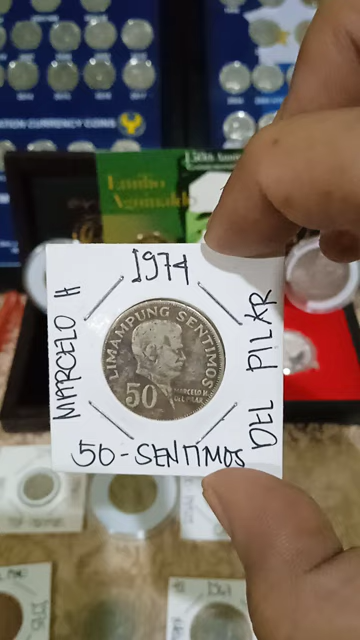 CURRENCY COINS
Emilio
Aguinaldo
1974
MARCELO H
DEL PILAR
LIMAMPUNG SENTIMOS
50
MARCELO H.
DEL PILAR
50-SENTIMOS